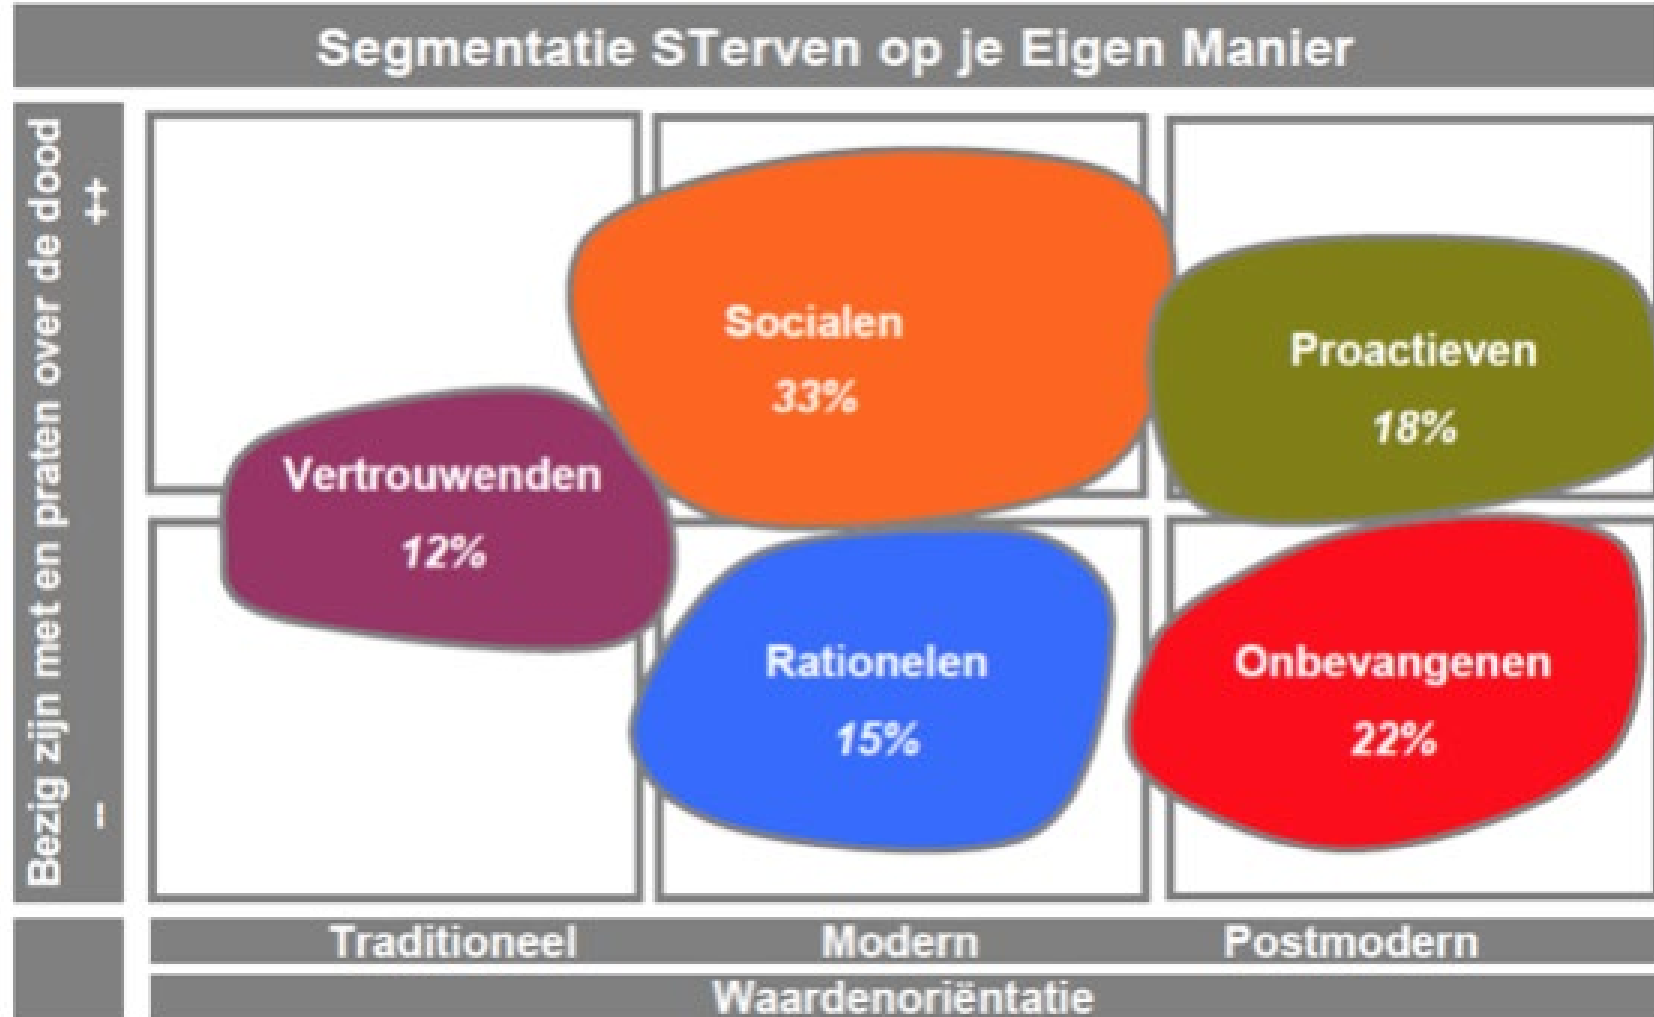 Segmentatie STerven op je Eigen Manier
Bezig zijn met en praten over de dood
++
--
Socialen
33%
Proactieven
18%
Vertrouwenden
12%
Rationelen
15%
Onbevangenen
22%
Traditioneel
Modern
Postmodern
Waardenoriëntatie